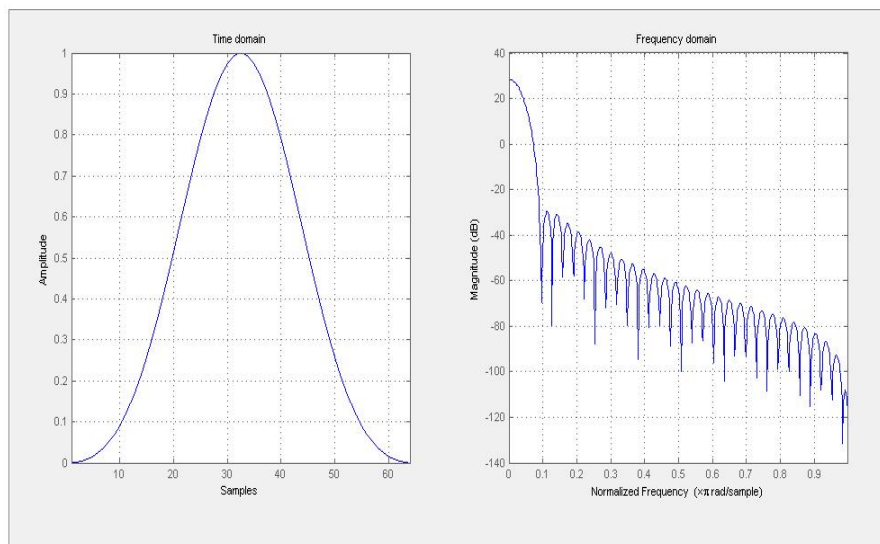 Time domain
Amplitude
1
0.9
0.8
0.7
0.6
0.5
0.4
0.3
0.2
0.1
0
10 20 30 40 50 60
Samples
Frequency domain
Magnitude (dB)
40
20
0
-20
-40
-60
-80
-100
-120
-140
0 0.1 0.2 0.3 0.4 0.5 0.6 0.7 0.8 0.9
Normalized Frequency (×π rad/sample)